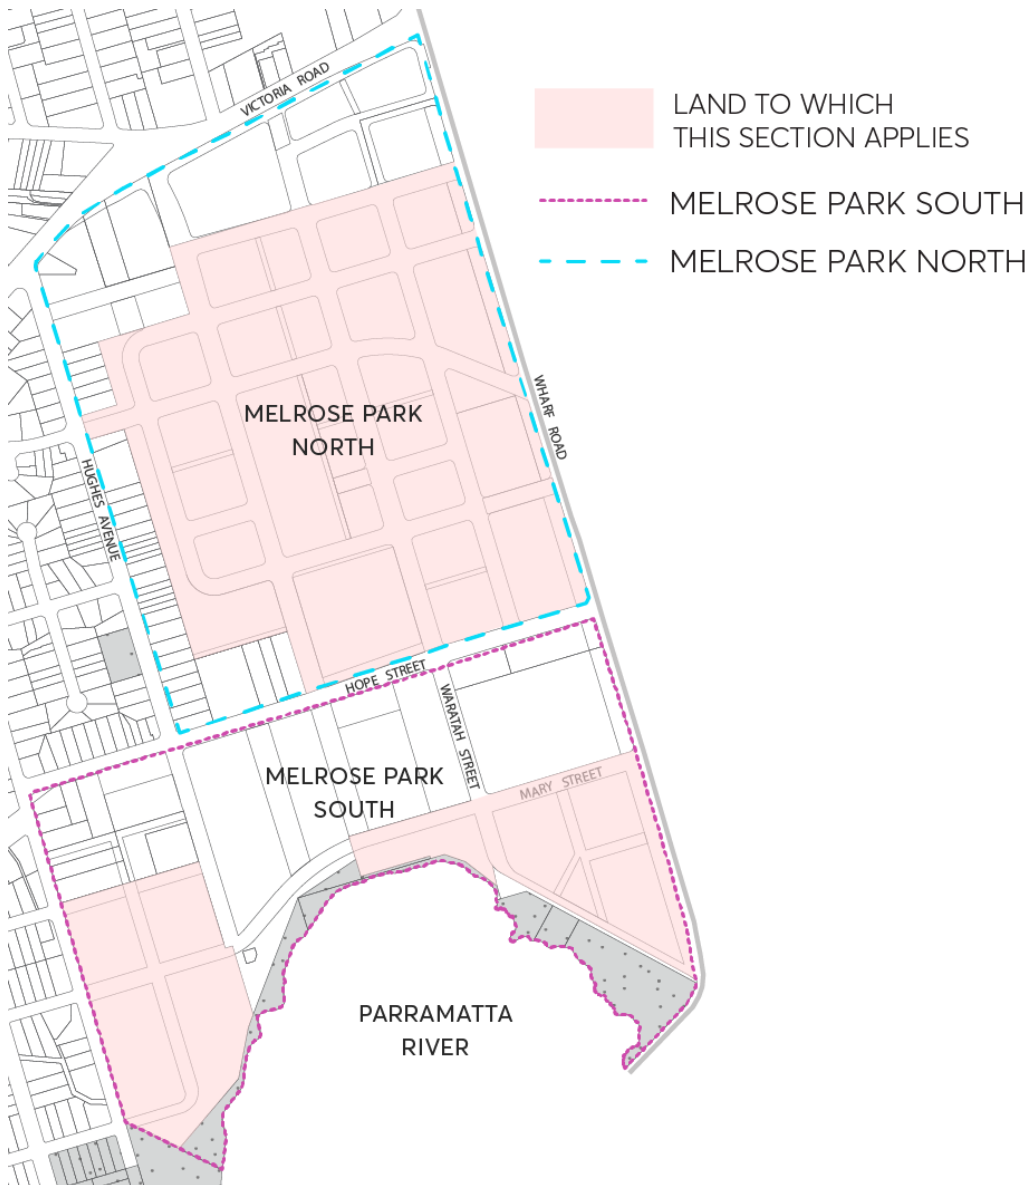 VICTORIA ROAD
LAND TO WHICH
THIS SECTION APPLIES
MELROSE PARK SOUTH
MELROSE PARK NORTH
MELROSE PARK
NORTH
WHARF ROAD
HUGHES AVENUE
HOPE STREET
WARATAH STREET
MELROSE PARK
SOUTH
MARY STREET
PARRAMATTA
RIVER